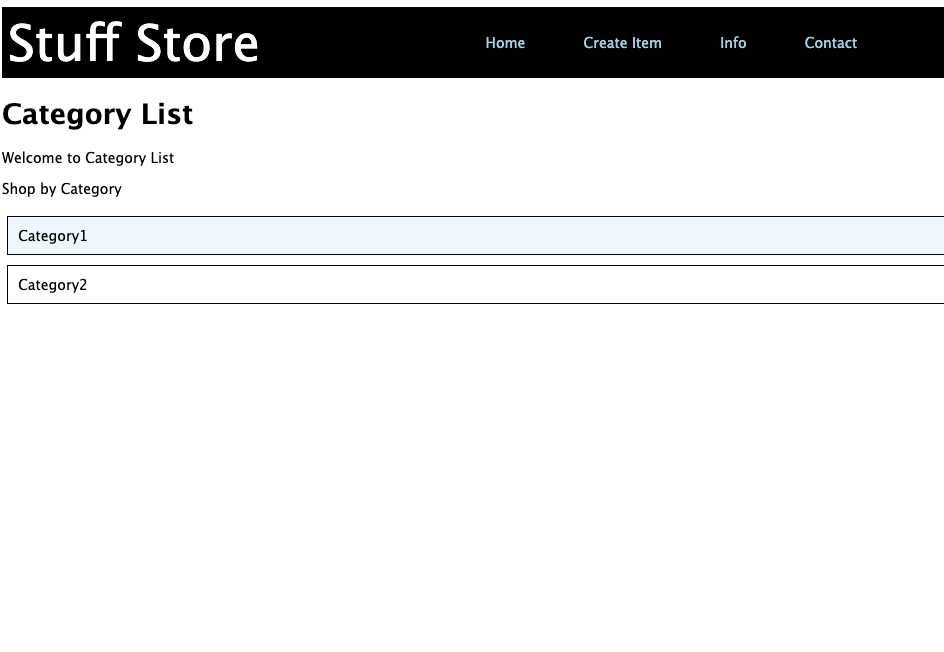 Stuff Store
Home Create Item Info Contact
Category List
Welcome to Category List
Shop by Category
Category1
Category2